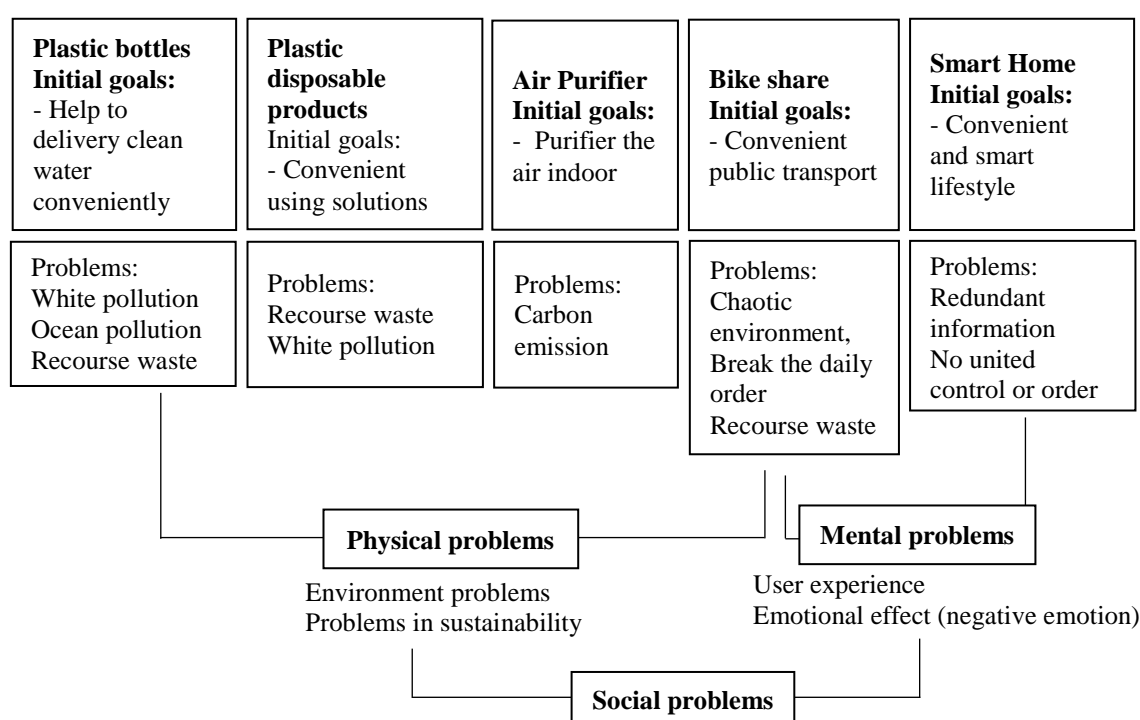 Plastic bottles
Initial goals:
- Help to
delivery clean
water
conveniently
Plastic
disposable
products
Initial goals:
- Convenient
using solutions
Air Purifier
Initial goals:
- Purifier the
air indoor
Bike share
Initial goals:
- Convenient
public transport
Smart Home
Initial goals:
- Convenient
and smart
lifestyle
Problems:
White pollution
Ocean pollution
Recourse waste
Problems:
Recourse waste
White pollution
Problems:
Carbon
emission
Problems:
Chaotic
environment,
Break the daily
order
Recourse waste
Problems:
Redundant
information
No united
control or order
Physical problems
Environment problems
Problems in sustainability
Mental problems
User experience
Emotional effect (negative emotion)
Social problems